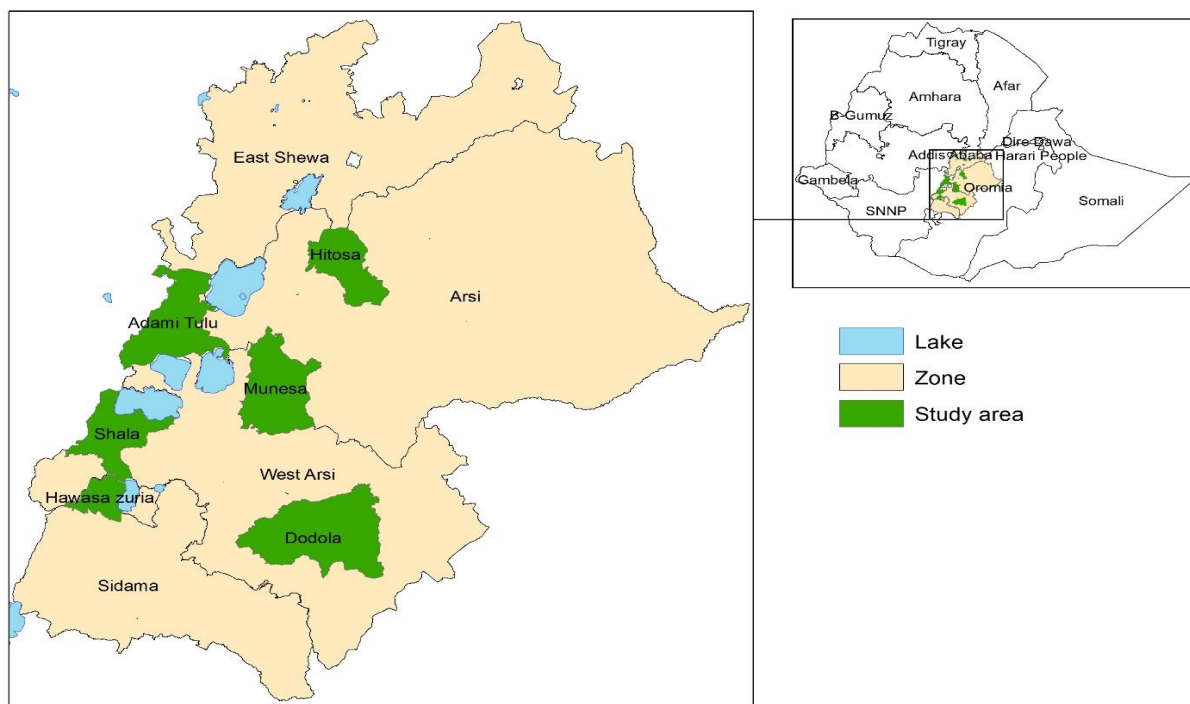 East Shewa
Hitosa
Arsi
Adami Tulu
Munesa
Shala
West Arsi
Hawasa zuria
Dodola
Sidama
Tigray
Afar
Amhara
B-Gumuz
Dire Dawa
Addis Ababa
Harari People
Gambela
Oromia
Somali
SNNP
Lake
Zone
Study area